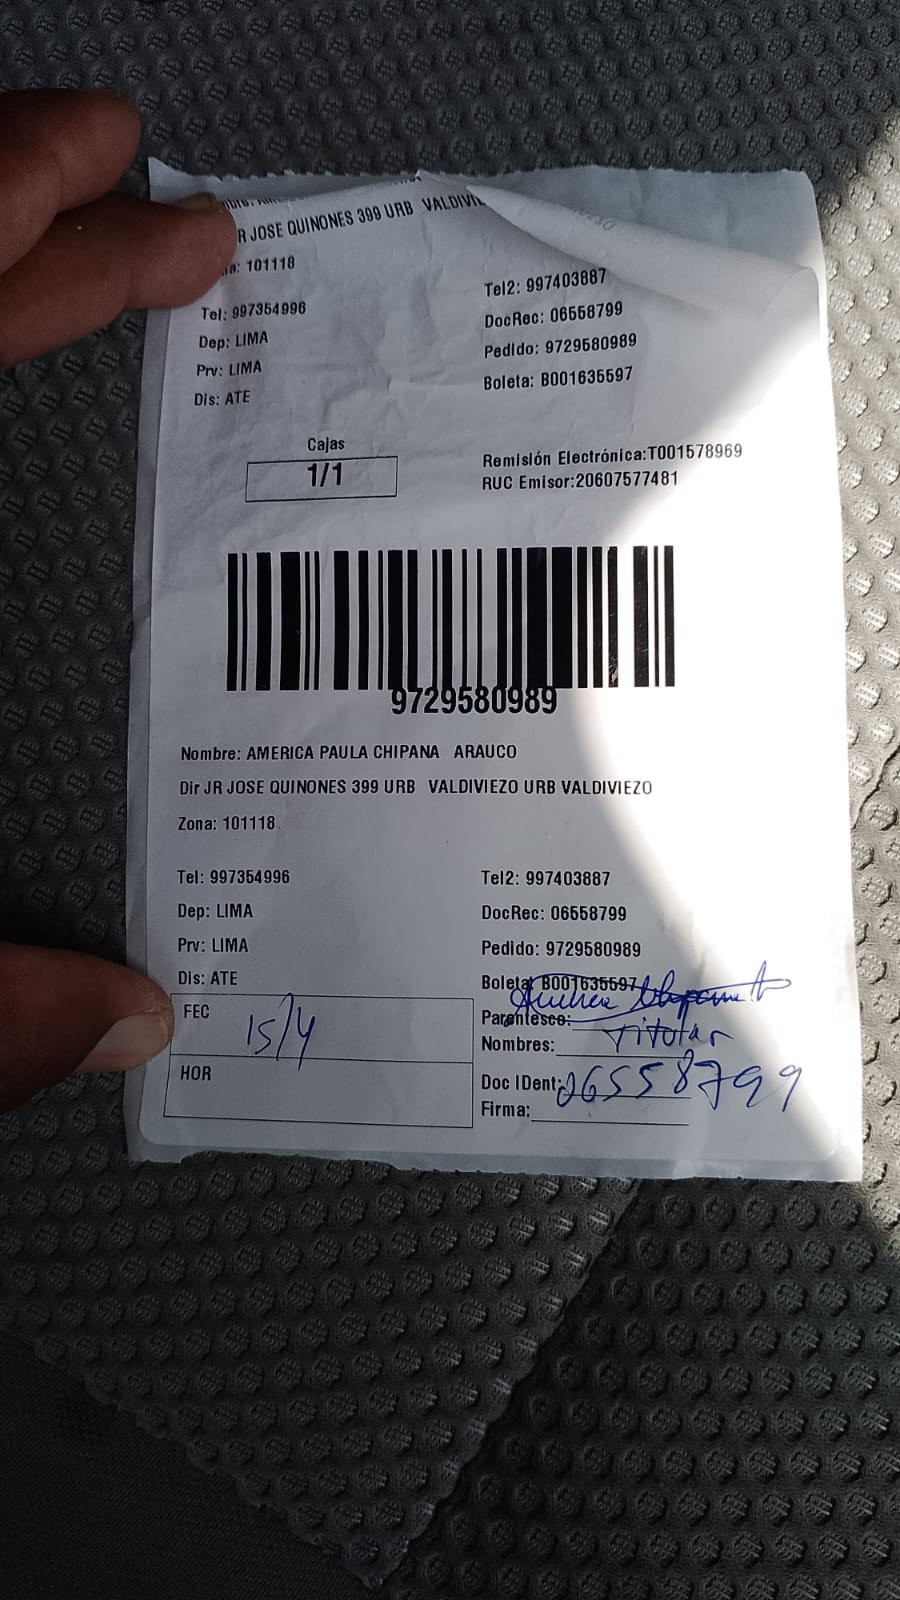 R JOSE QUINONES 399 URB VALDIVI
101118
Tel: 997354996
Tel2: 997403887
Dep: LIMA
DocRec: 06558799
Prv: LIMA
Pedido: 9729580989
Dis: ATE
Boleta: B001635597
Cajas
1/1
Remisión Electrónica:T001578969
RUC Emisor:20607577481
9729580989
Nombre: AMERICA PAULA CHIPANA ARAUCO
Dir JR JOSE QUINONES 399 URB VALDIVIEZO URB VALDIVIEZO
Zona: 101118
Tel: 997354996
Tel2: 997403887
Dep: LIMA
DocRec: 06558799
Prv: LIMA
Pedido: 9729580989
Dis: ATE
Boleta: B001635597
FEC 15/4
Parentesco:
Nombres: Titular
HOR
Doc IDent: 06558799
Firma: